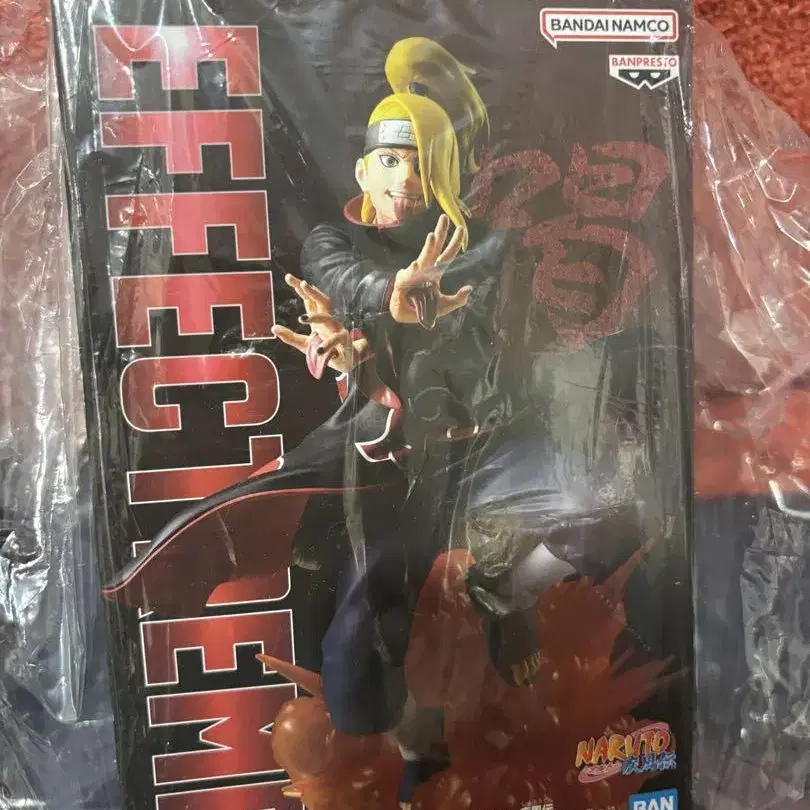 BANDAI NAMCO
BANPRESTO
EFFECTREME
NARUTO
疾風伝
BAN